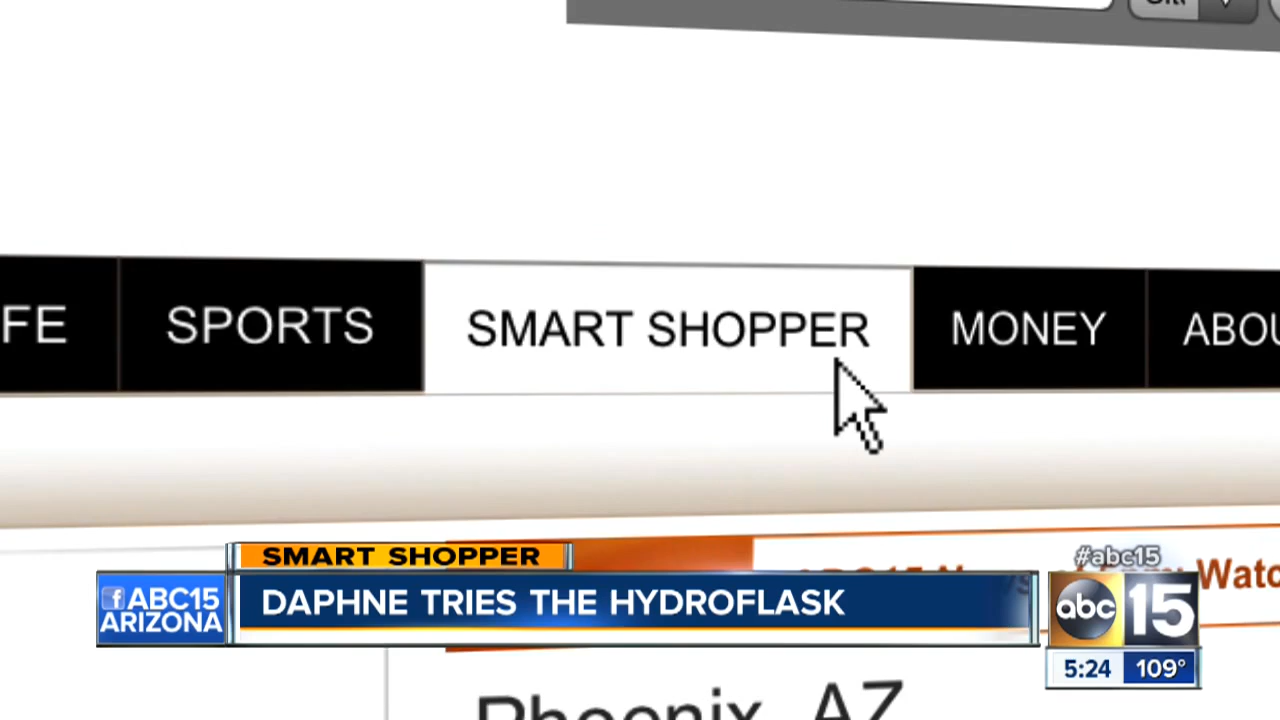 FE SPORTS SMART SHOPPER MONEY ABOU
SMART SHOPPER
#abc15
Watc
ABC15
ARIZONA
DAPHNE TRIES THE HYDROFLASK
abc 15
5:24 109°
Phoenix, AZ